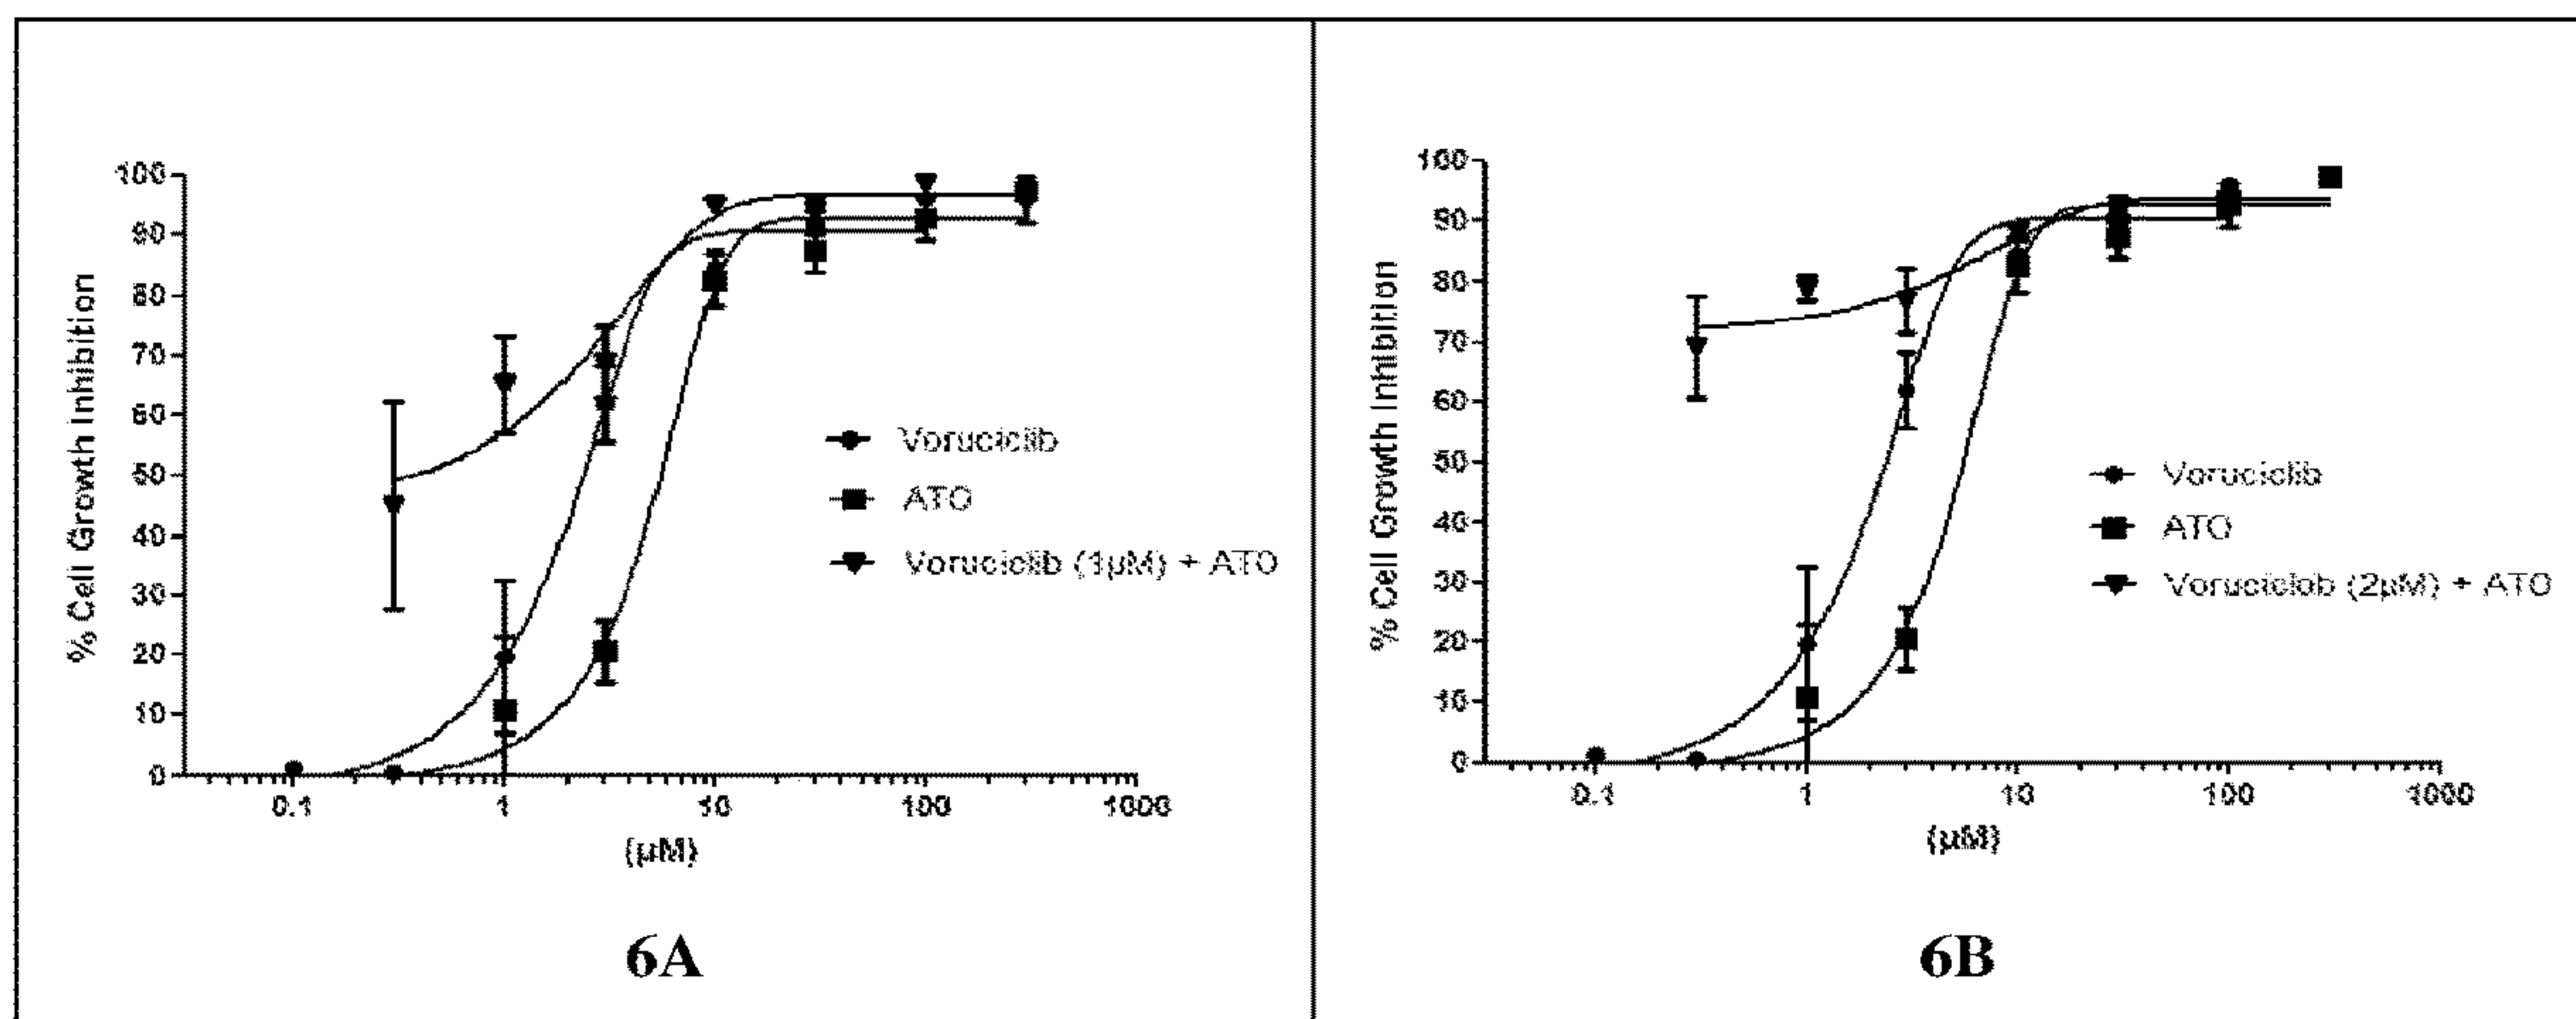 % Cell Growth Inhibition
100
90
80
70
60
50
40
30
20
10
0
0.1 1 10 100 1000
(µM)
Voruciclib
ATO
Voruciclib (1µM) + ATO
6A
% Cell Growth Inhibition
100
90
80
70
60
50
40
30
20
10
0
0.1 1 10 100 1000
(µM)
Voruciclib
ATO
Voruciclob (2µM) + ATO
6B